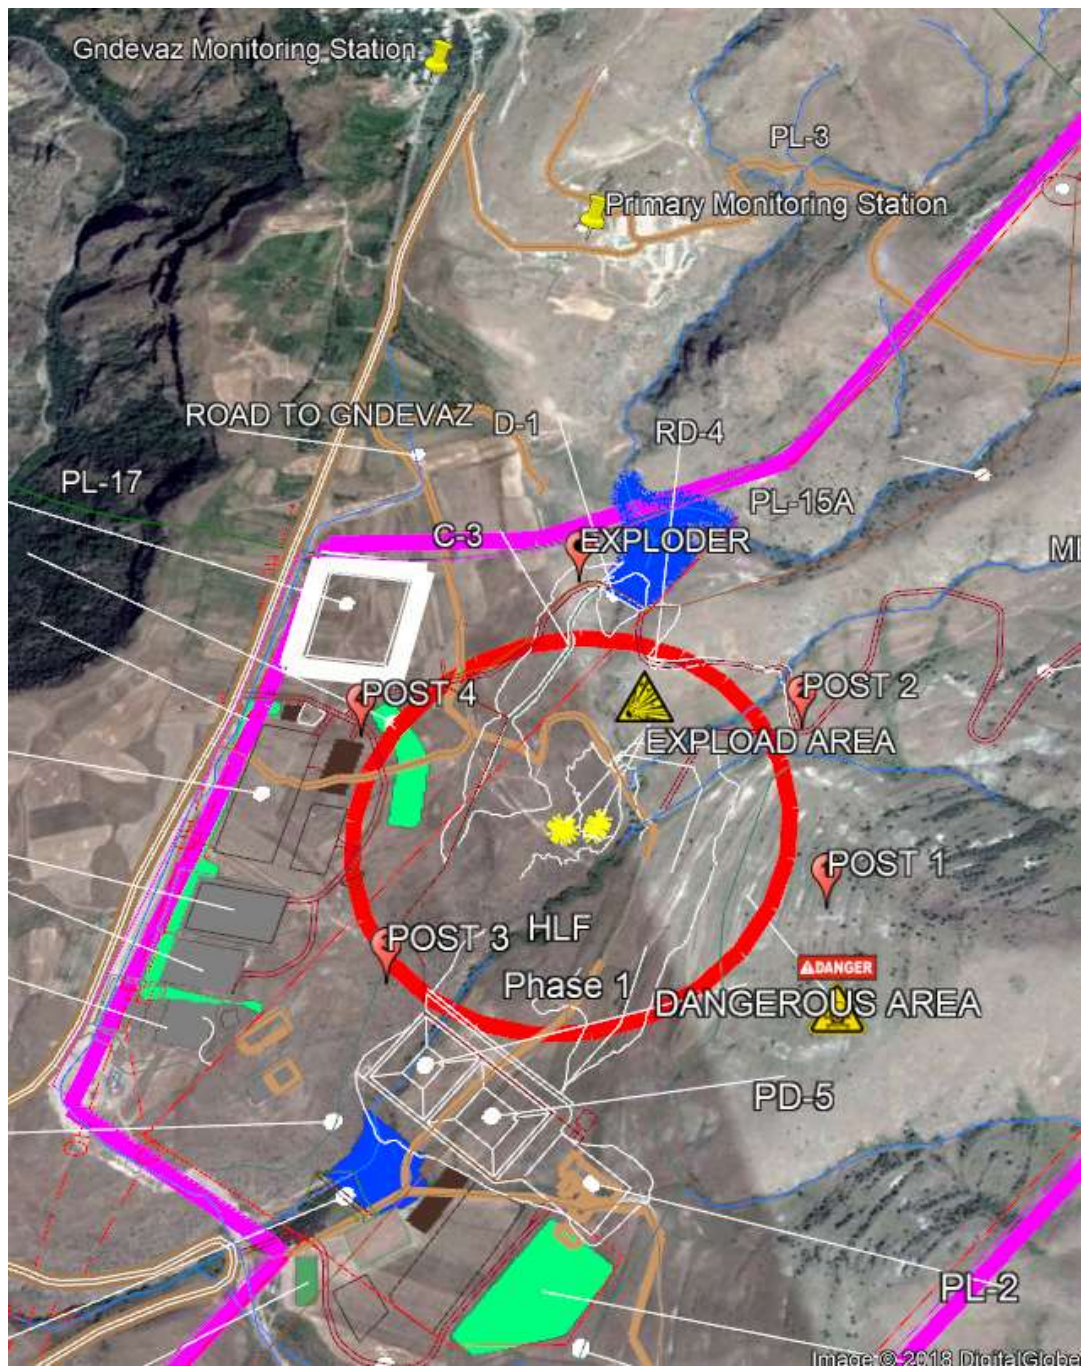 Gndevaz Monitoring Station
PL-3
Primary Monitoring Station
ROAD TO GNDEVAZ
D-1
RD-4
PL-17
PL-15A
C-3
EXPLODER
POST 4
POST 2
EXPLOAD AREA
POST 1
POST 3
HLF
Phase 1
DANGER
DANGEROUS AREA
PD-5
PL-2
Image © 2018 DigitalGlobe